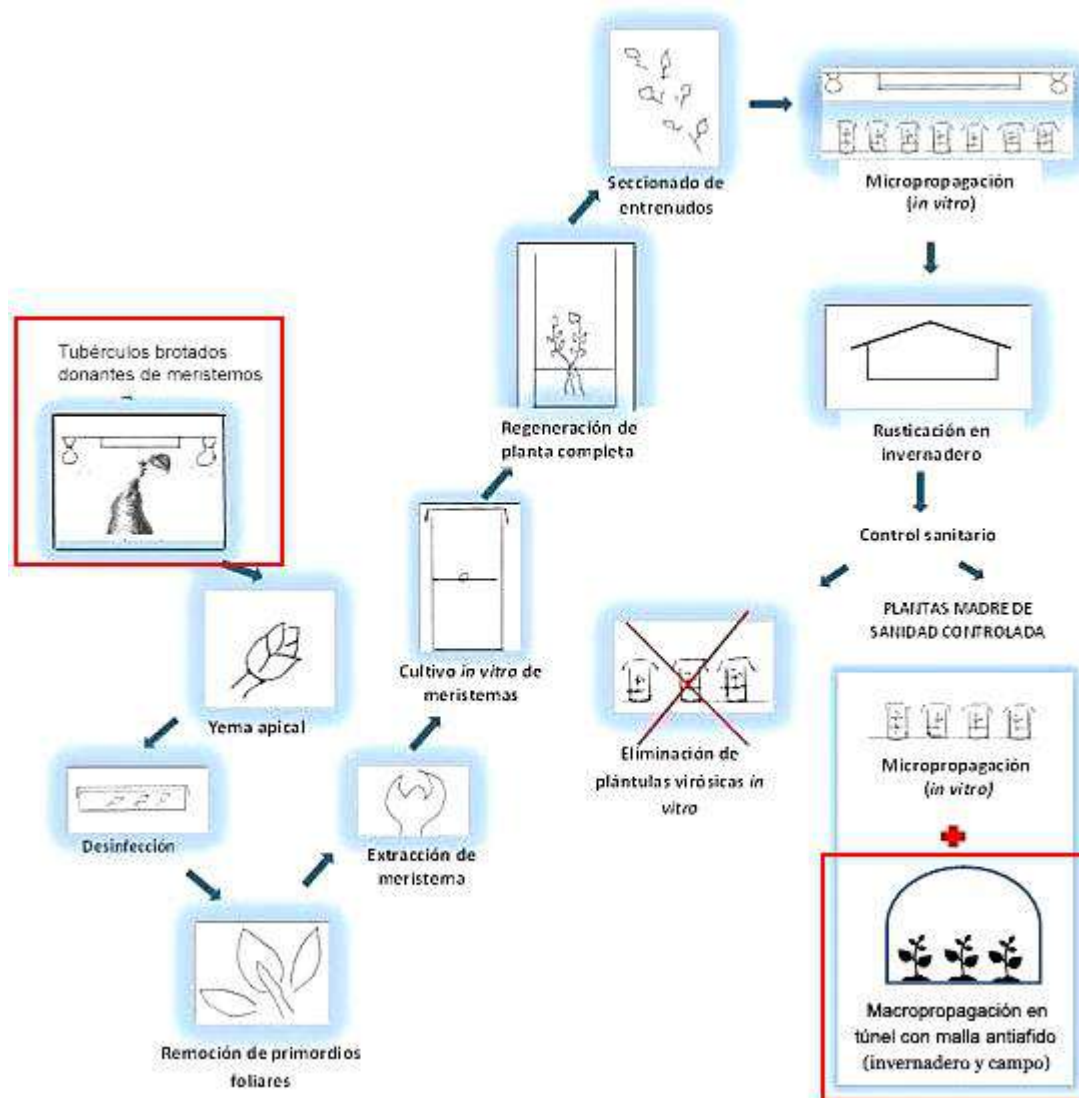 Tubérculos brotados
donantes de meristemos
Yema apical
Desinfección
Remoción de primordios
foliares
Extracción de
meristema
Cultivo in vitro de
meristemas
Regeneración de
planta completa
Seccionado de
entrenudos
Micropropagación
(in vitro)
Rusticación en
invernadero
Control sanitario
Eliminación de
plántulas virósicas in
vitro
PLANTAS MADRE DE
SANIDAD CONTROLADA
Micropropagación
(in vitro)
Macropropagación en
túnel con malla antiafido
(invernadero y campo)